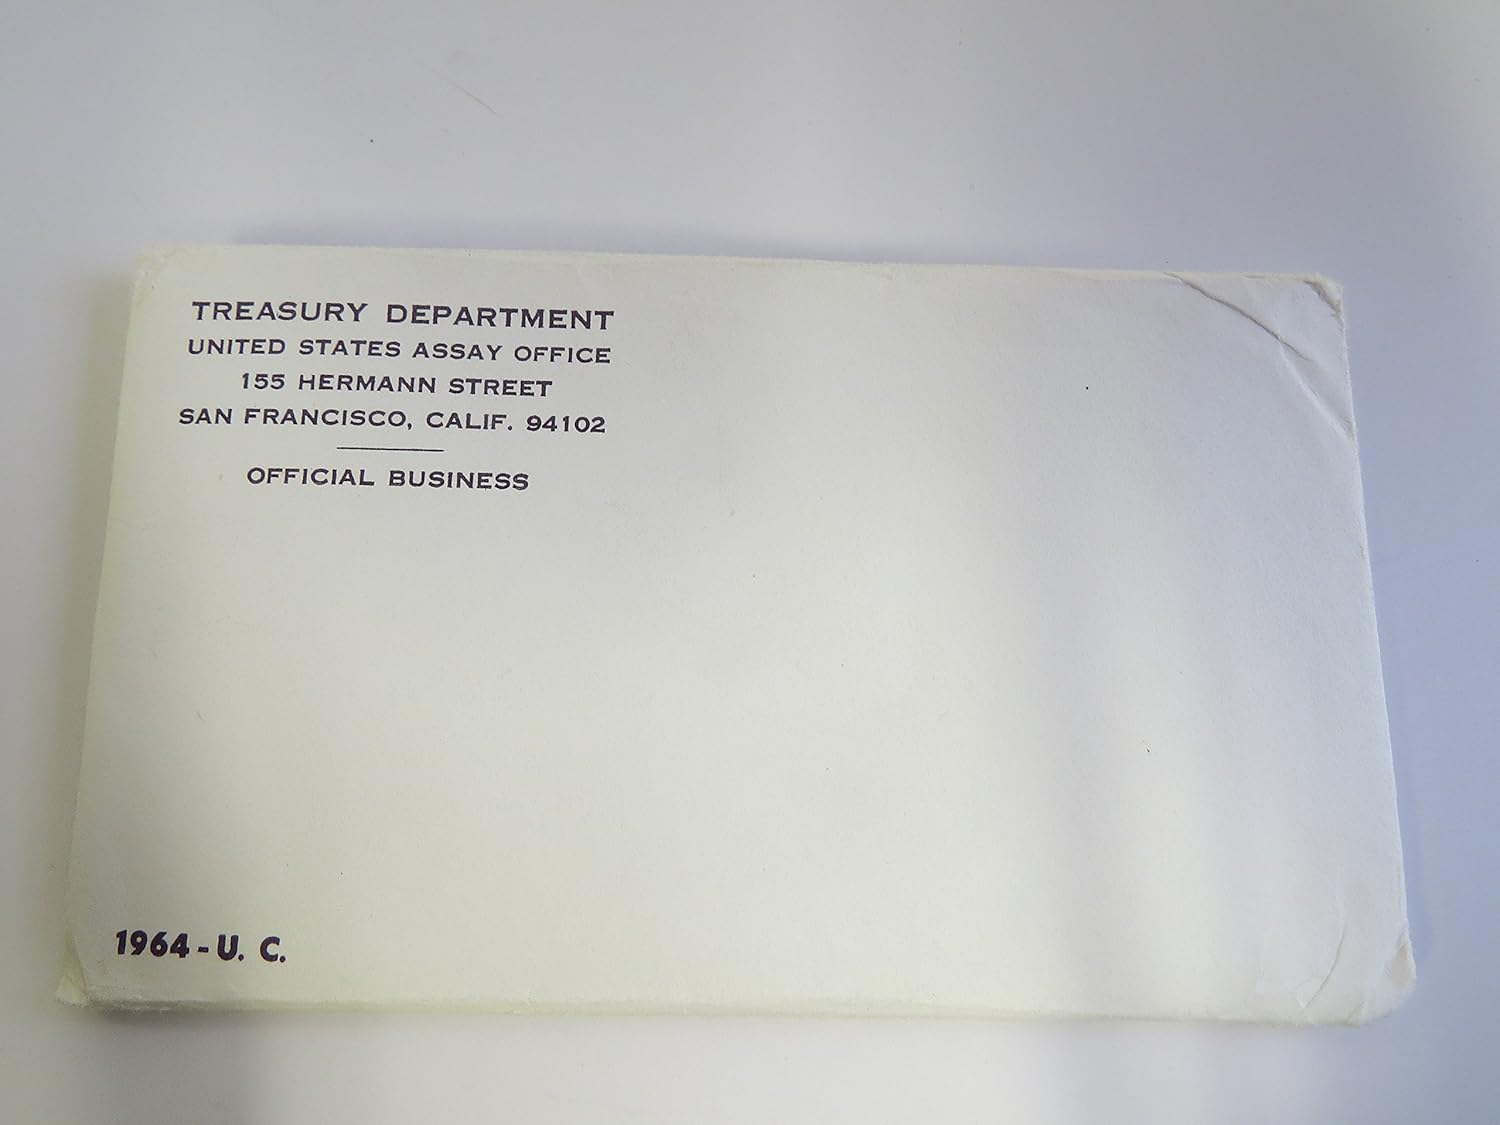 TREASURY DEPARTMENT
UNITED STATES ASSAY OFFICE
155 HERMANN STREET
SAN FRANCISCO, CALIF. 94102
OFFICIAL BUSINESS
1964 - U. C.